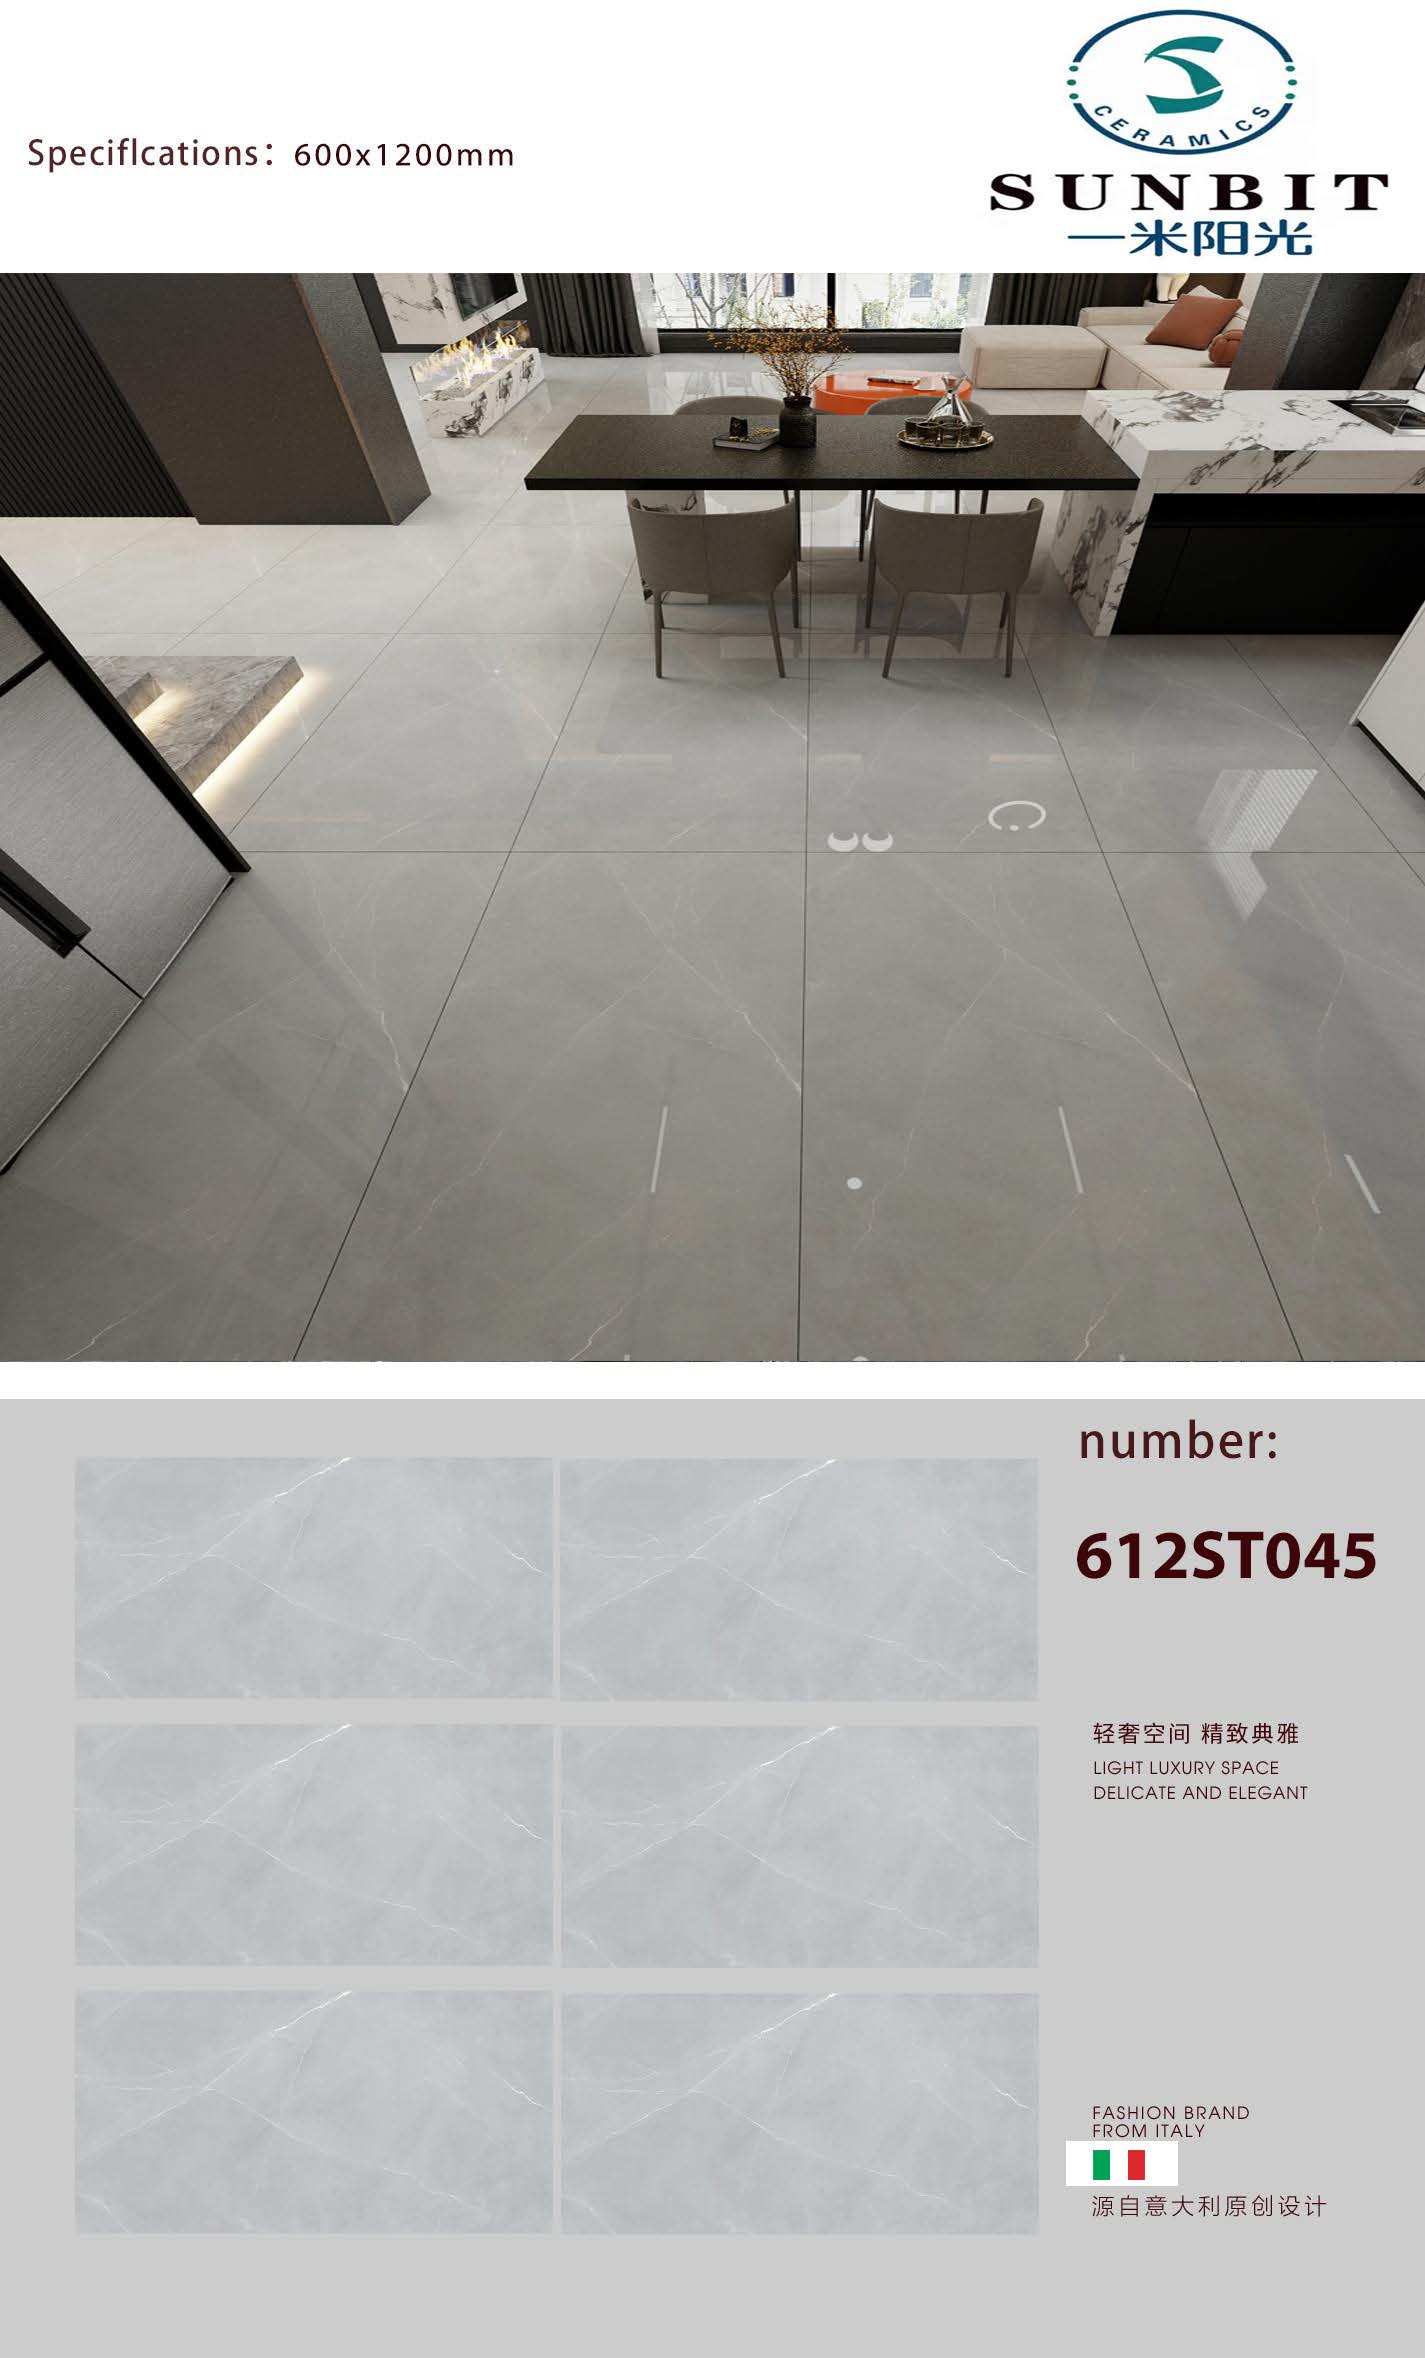 CERAMICS
SUNBIT
一米阳光
Speciflcations：600x1200mm
number:
612ST045
轻奢空间 精致典雅
LIGHT LUXURY SPACE
DELICATE AND ELEGANT
FASHION BRAND
FROM ITALY
源自意大利原创设计